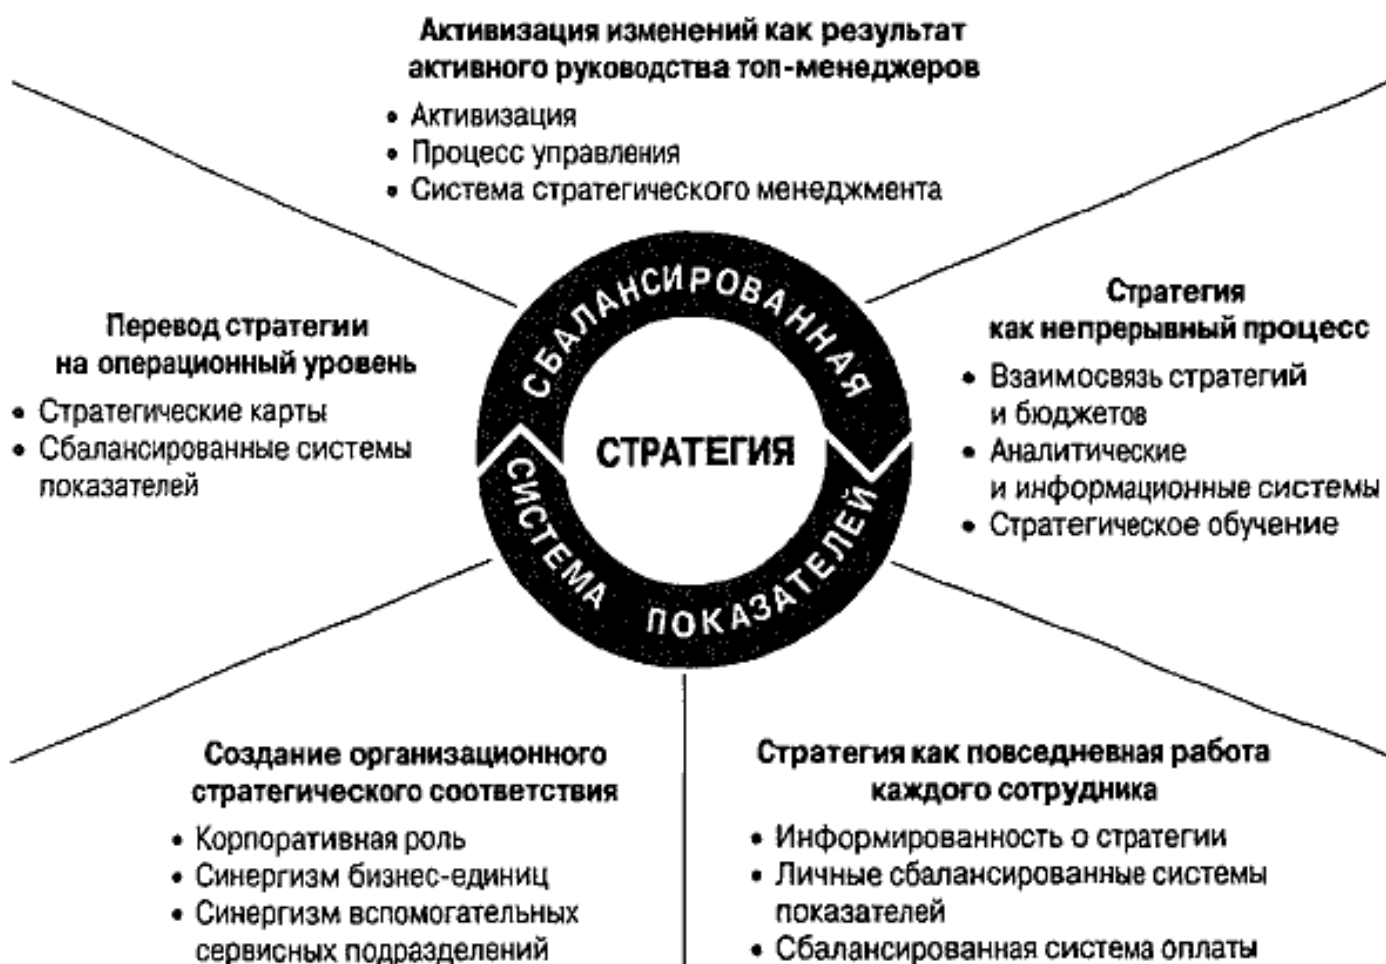 Активизация изменений как результат
активного руководства топ-менеджеров
• Активизация
• Процесс управления
• Система стратегического менеджмента
Перевод стратегии
на операционный уровень
• Стратегические карты
• Сбалансированные системы
показателей
СБАЛАНСИРОВАННАЯ
СИСТЕМА ПОКАЗАТЕЛЕЙ
СТРАТЕГИЯ
Стратегия
как непрерывный процесс
• Взаимосвязь стратегий
и бюджетов
• Аналитические
и информационные системы
• Стратегическое обучение
Создание организационного
стратегического соответствия
• Корпоративная роль
• Синергизм бизнес-единиц
• Синергизм вспомогательных
сервисных подразделений
Стратегия как повседневная работа
каждого сотрудника
• Информированность о стратегии
• Личные сбалансированные системы
показателей
• Сбалансированная система оплаты